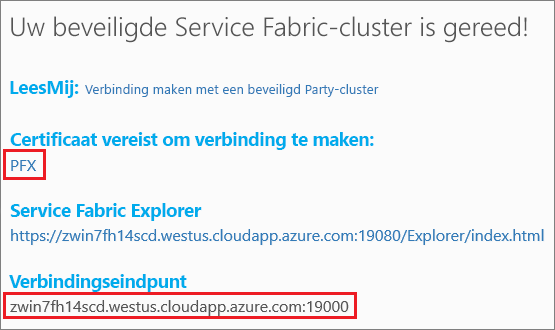 Uw beveiligde Service Fabric-cluster is gereed!
LeesMij: Verbinding maken met een beveiligd Party-cluster
Certificaat vereist om verbinding te maken:
PFX
Service Fabric Explorer
https://zwin7fh14scd.westus.cloudapp.azure.com:19080/Explorer/index.html
Verbindingseindpunt
zwin7fh14scd.westus.cloudapp.azure.com:19000